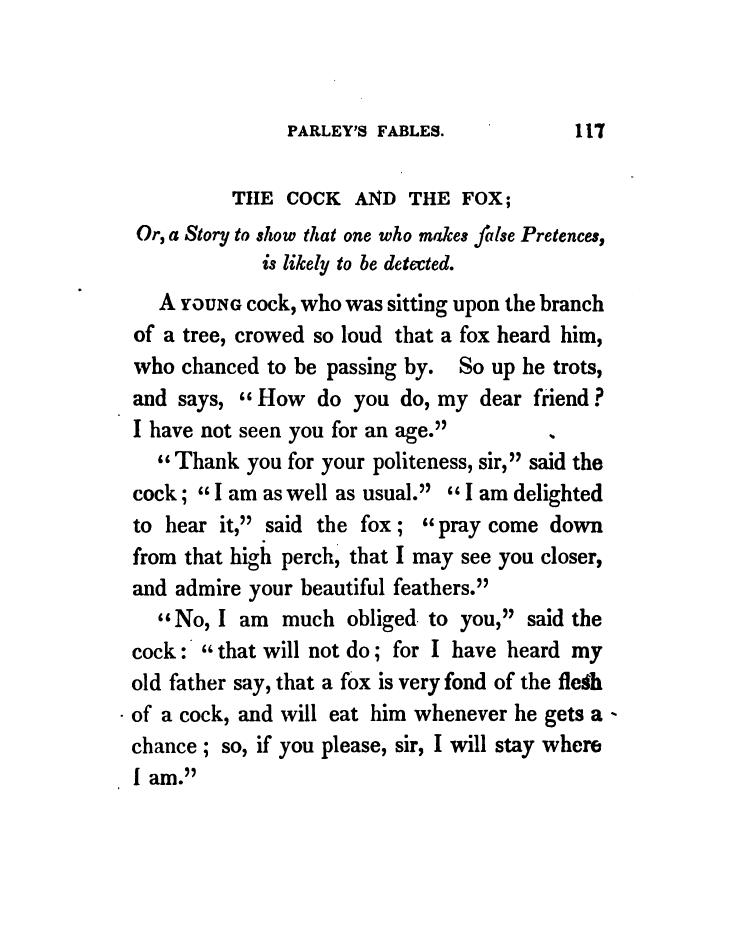 PARLEY'S FABLES. 117
THE COCK AND THE FOX;
Or, a Story to show that one who makes false Pretences,
is likely to be detected.
A YOUNG cock, who was sitting upon the branch
of a tree, crowed so loud that a fox heard him,
who chanced to be passing by. So up he trots,
and says, "How do you do, my dear friend?
I have not seen you for an age."
"Thank you for your politeness, sir," said the
cock; "I am as well as usual." "I am delighted
to hear it," said the fox; "pray come down
from that high perch, that I may see you closer,
and admire your beautiful feathers."
"No, I am much obliged to you," said the
cock: "that will not do; for I have heard my
old father say, that a fox is very fond of the flesh
of a cock, and will eat him whenever he gets a
chance; so, if you please, sir, I will stay where
I am."